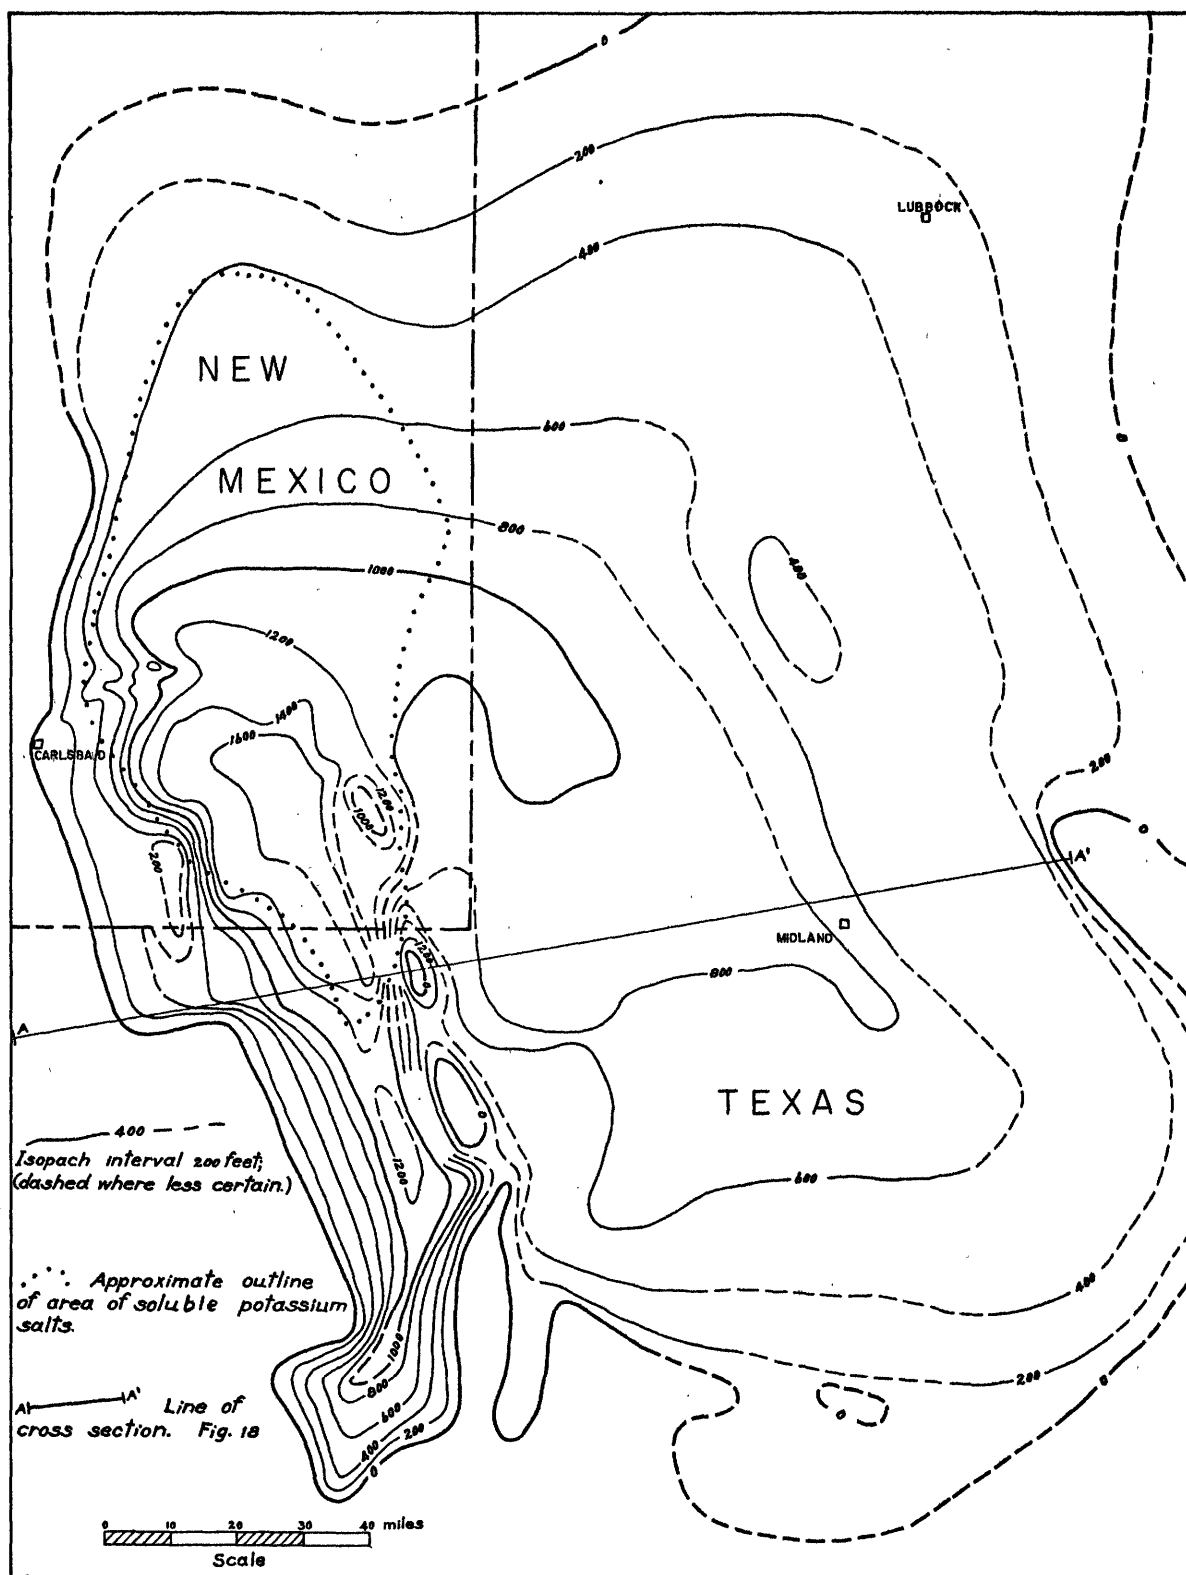 0
200
LUBBOCK
400
NEW
600
MEXICO
0
800
400
1000
1200
1400
1600
CARLSBAD
200
1200
1000
0
200
A'
MIDLAND
1200
0
800
A
TEXAS
0
400
Isopach interval 200 feet;
(dashed where less certain.)
1200
600
Approximate outline
of area of soluble potassium
salts.
400
1000
800
200
0
A A' Line of
cross section. Fig. 18
600
0
400
200
0
0 10 20 30 40 miles
Scale